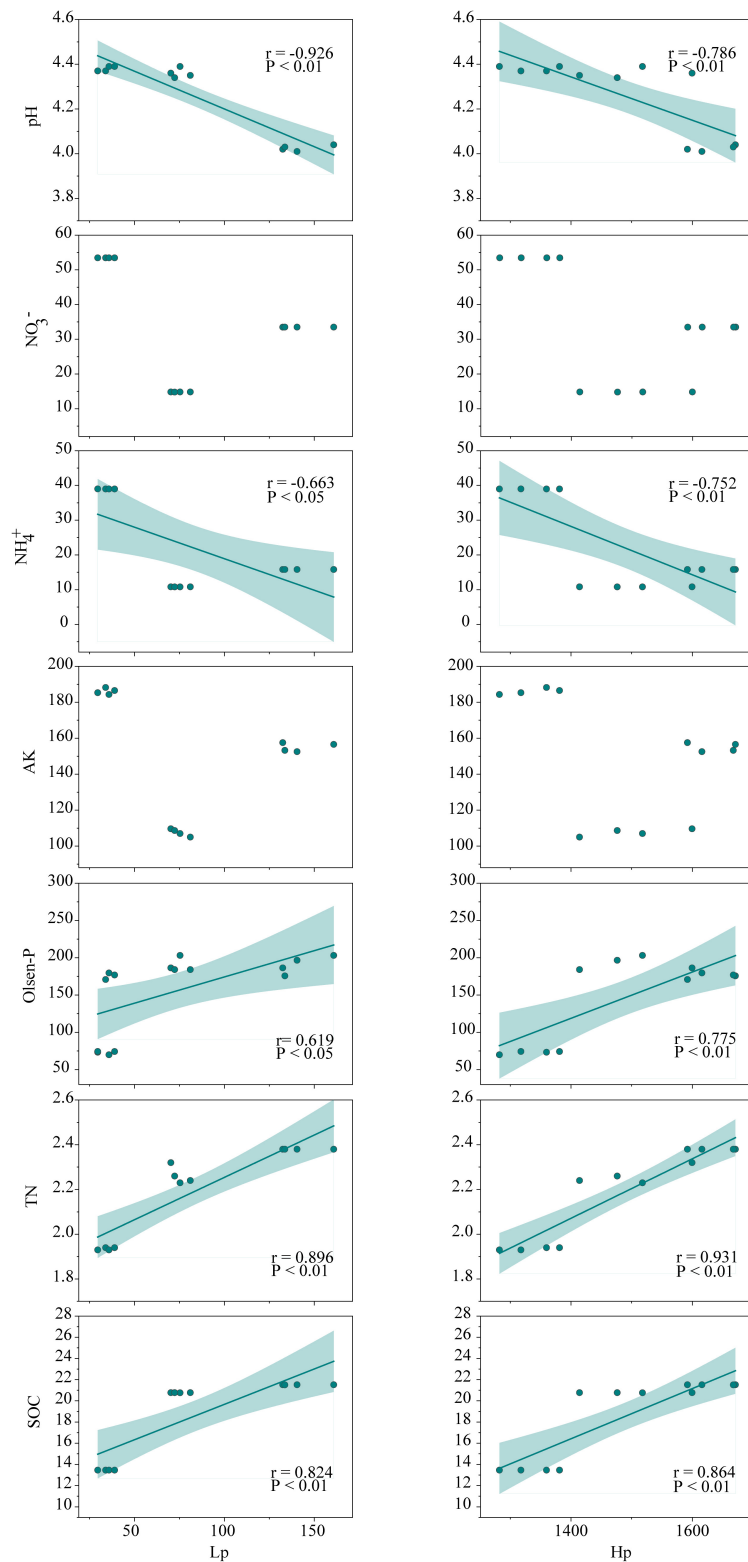 4.6
4.4
4.2
4.0
3.8
pH
r = -0.926
P < 0.01
4.6
4.4
4.2
4.0
3.8
r = -0.786
P < 0.01
60
50
40
30
20
10
NO3-
60
50
40
30
20
10
50
40
30
20
10
0
NH4+
r = -0.663
P < 0.05
50
40
30
20
10
0
r = -0.752
P < 0.01
200
180
160
140
120
100
AK
200
180
160
140
120
100
300
250
200
150
100
50
Olsen-P
r= 0.619
P < 0.05
300
250
200
150
100
50
r = 0.775
P < 0.01
2.6
2.4
2.2
2.0
1.8
TN
r = 0.896
P < 0.01
2.6
2.4
2.2
2.0
1.8
r = 0.931
P < 0.01
28
26
24
22
20
18
16
14
12
10
SOC
r = 0.824
P < 0.01
28
26
24
22
20
18
16
14
12
10
r = 0.864
P < 0.01
50 100 150
Lp
1400 1600
Hp